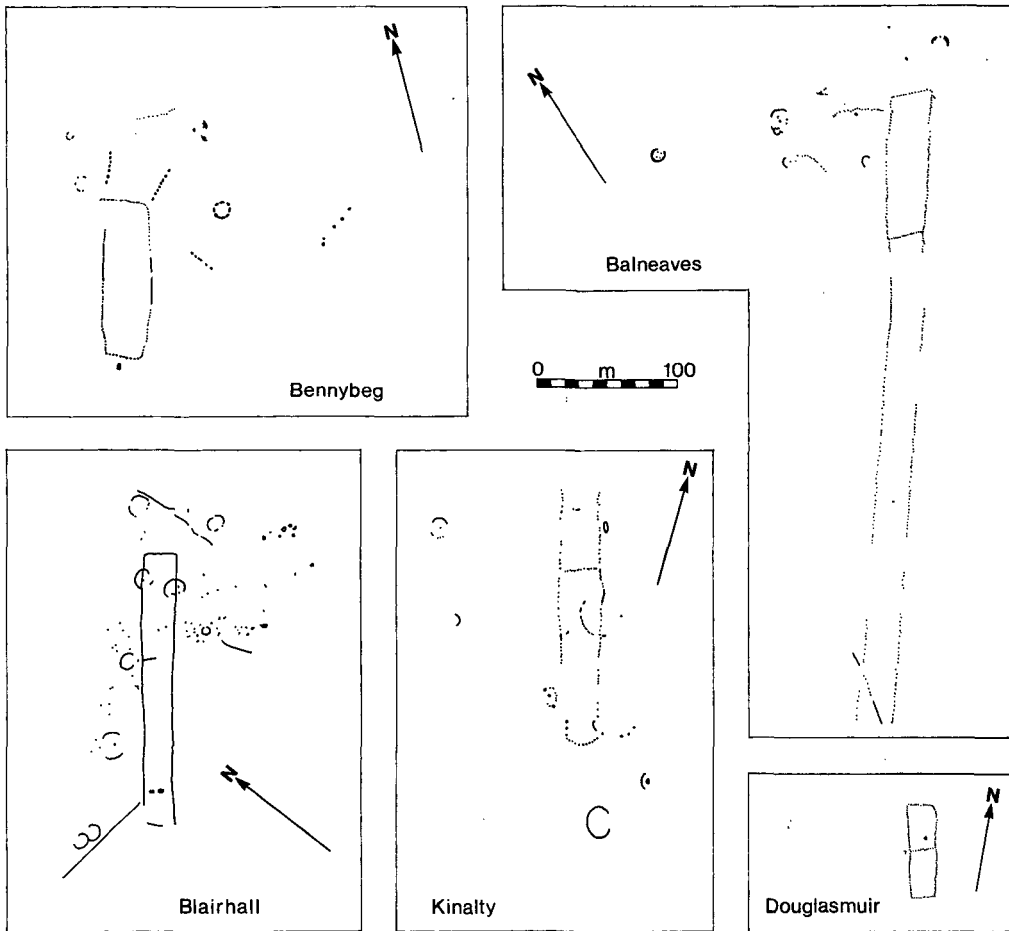 N
N
Balneaves
0 m 100
Bennybeg
N
N
N
Blairhall
Kinalty
Douglasmuir